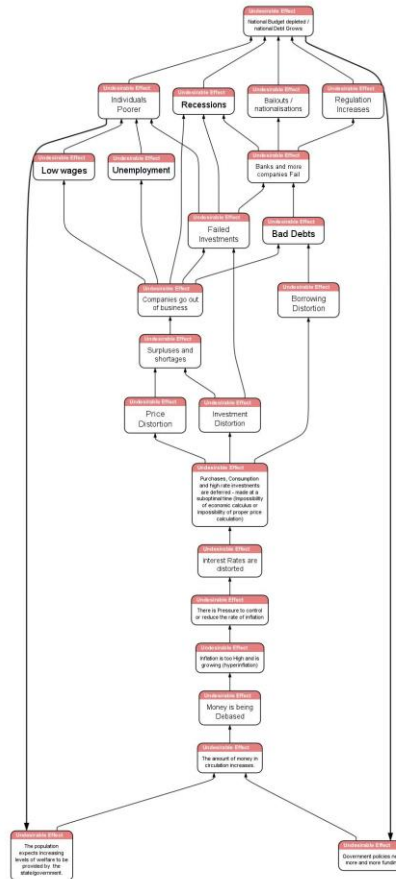 Undesirable Effect
National Budget depleted /
national Debt Grows
Undesirable Effect
Individuals
Poorer
Undesirable Effect
Recessions
Undesirable Effect
Bailouts /
nationalisations
Undesirable Effect
Regulation
Increases
Undesirable Effect
Low wages
Undesirable Effect
Unemployment
Undesirable Effect
Banks and more
companies Fail
Undesirable Effect
Failed
Investments
Undesirable Effect
Bad Debts
Undesirable Effect
Companies go out
of business
Undesirable Effect
Borrowing
Distortion
Undesirable Effect
Surpluses and
shortages
Undesirable Effect
Price
Distortion
Undesirable Effect
Investment
Distortion
Undesirable Effect
Purchases, Consumption
and high rate investments
are deferred - made at a
suboptimal time (Impossibility
of economic calculus or
impossibility of proper price
calculation)
Undesirable Effect
Interest Rates are
distorted
Undesirable Effect
There is Pressure to control
or reduce the rate of inflation
Undesirable Effect
Inflation is too High and is
growing (hyperinflation)
Undesirable Effect
Money is being
Debased
Undesirable Effect
The amount of money in
circulation increases.
Undesirable Effect
The population
expects increasing
levels of welfare to be
provided by the
state/government.
Undesirable Effect
Government policies
more and more